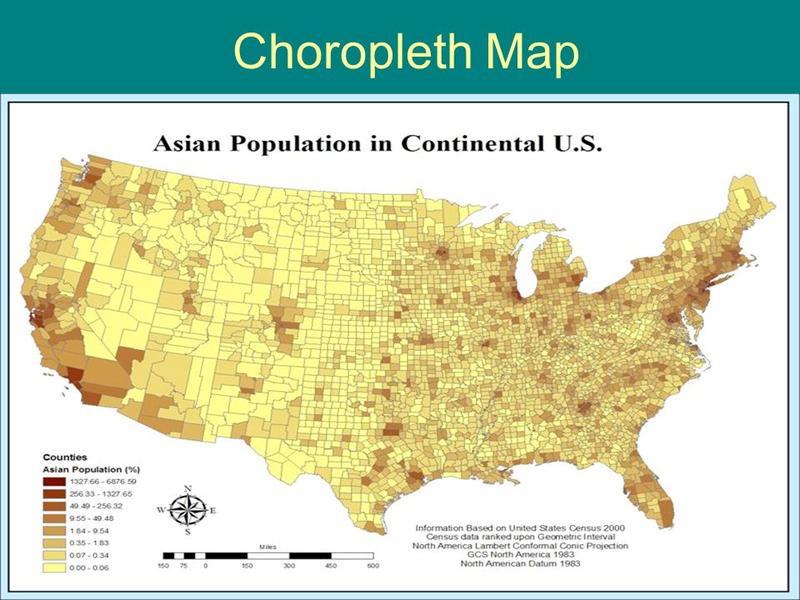 Choropleth Map
Asian Population in Continental U.S.
Counties
Asian Population (%)
1327.66 - 6876.59
256.33 - 1327.65
49.49 - 256.32
9.55 - 49.48
1.84 - 9.54
0.35 - 1.83
0.07 - 0.34
0.00 - 0.06
N
W E
S
Miles
150 75 0 150 300 450 600
Information Based on United States Census 2000
Census data ranked upon Geometric Interval
North America Lambert Conformal Conic Projection
GCS North America 1983
North American Datum 1983